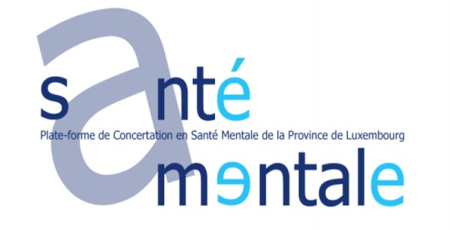 santé
Plate-forme de Concertation en Santé Mentale de la Province de Luxembourg
mentale